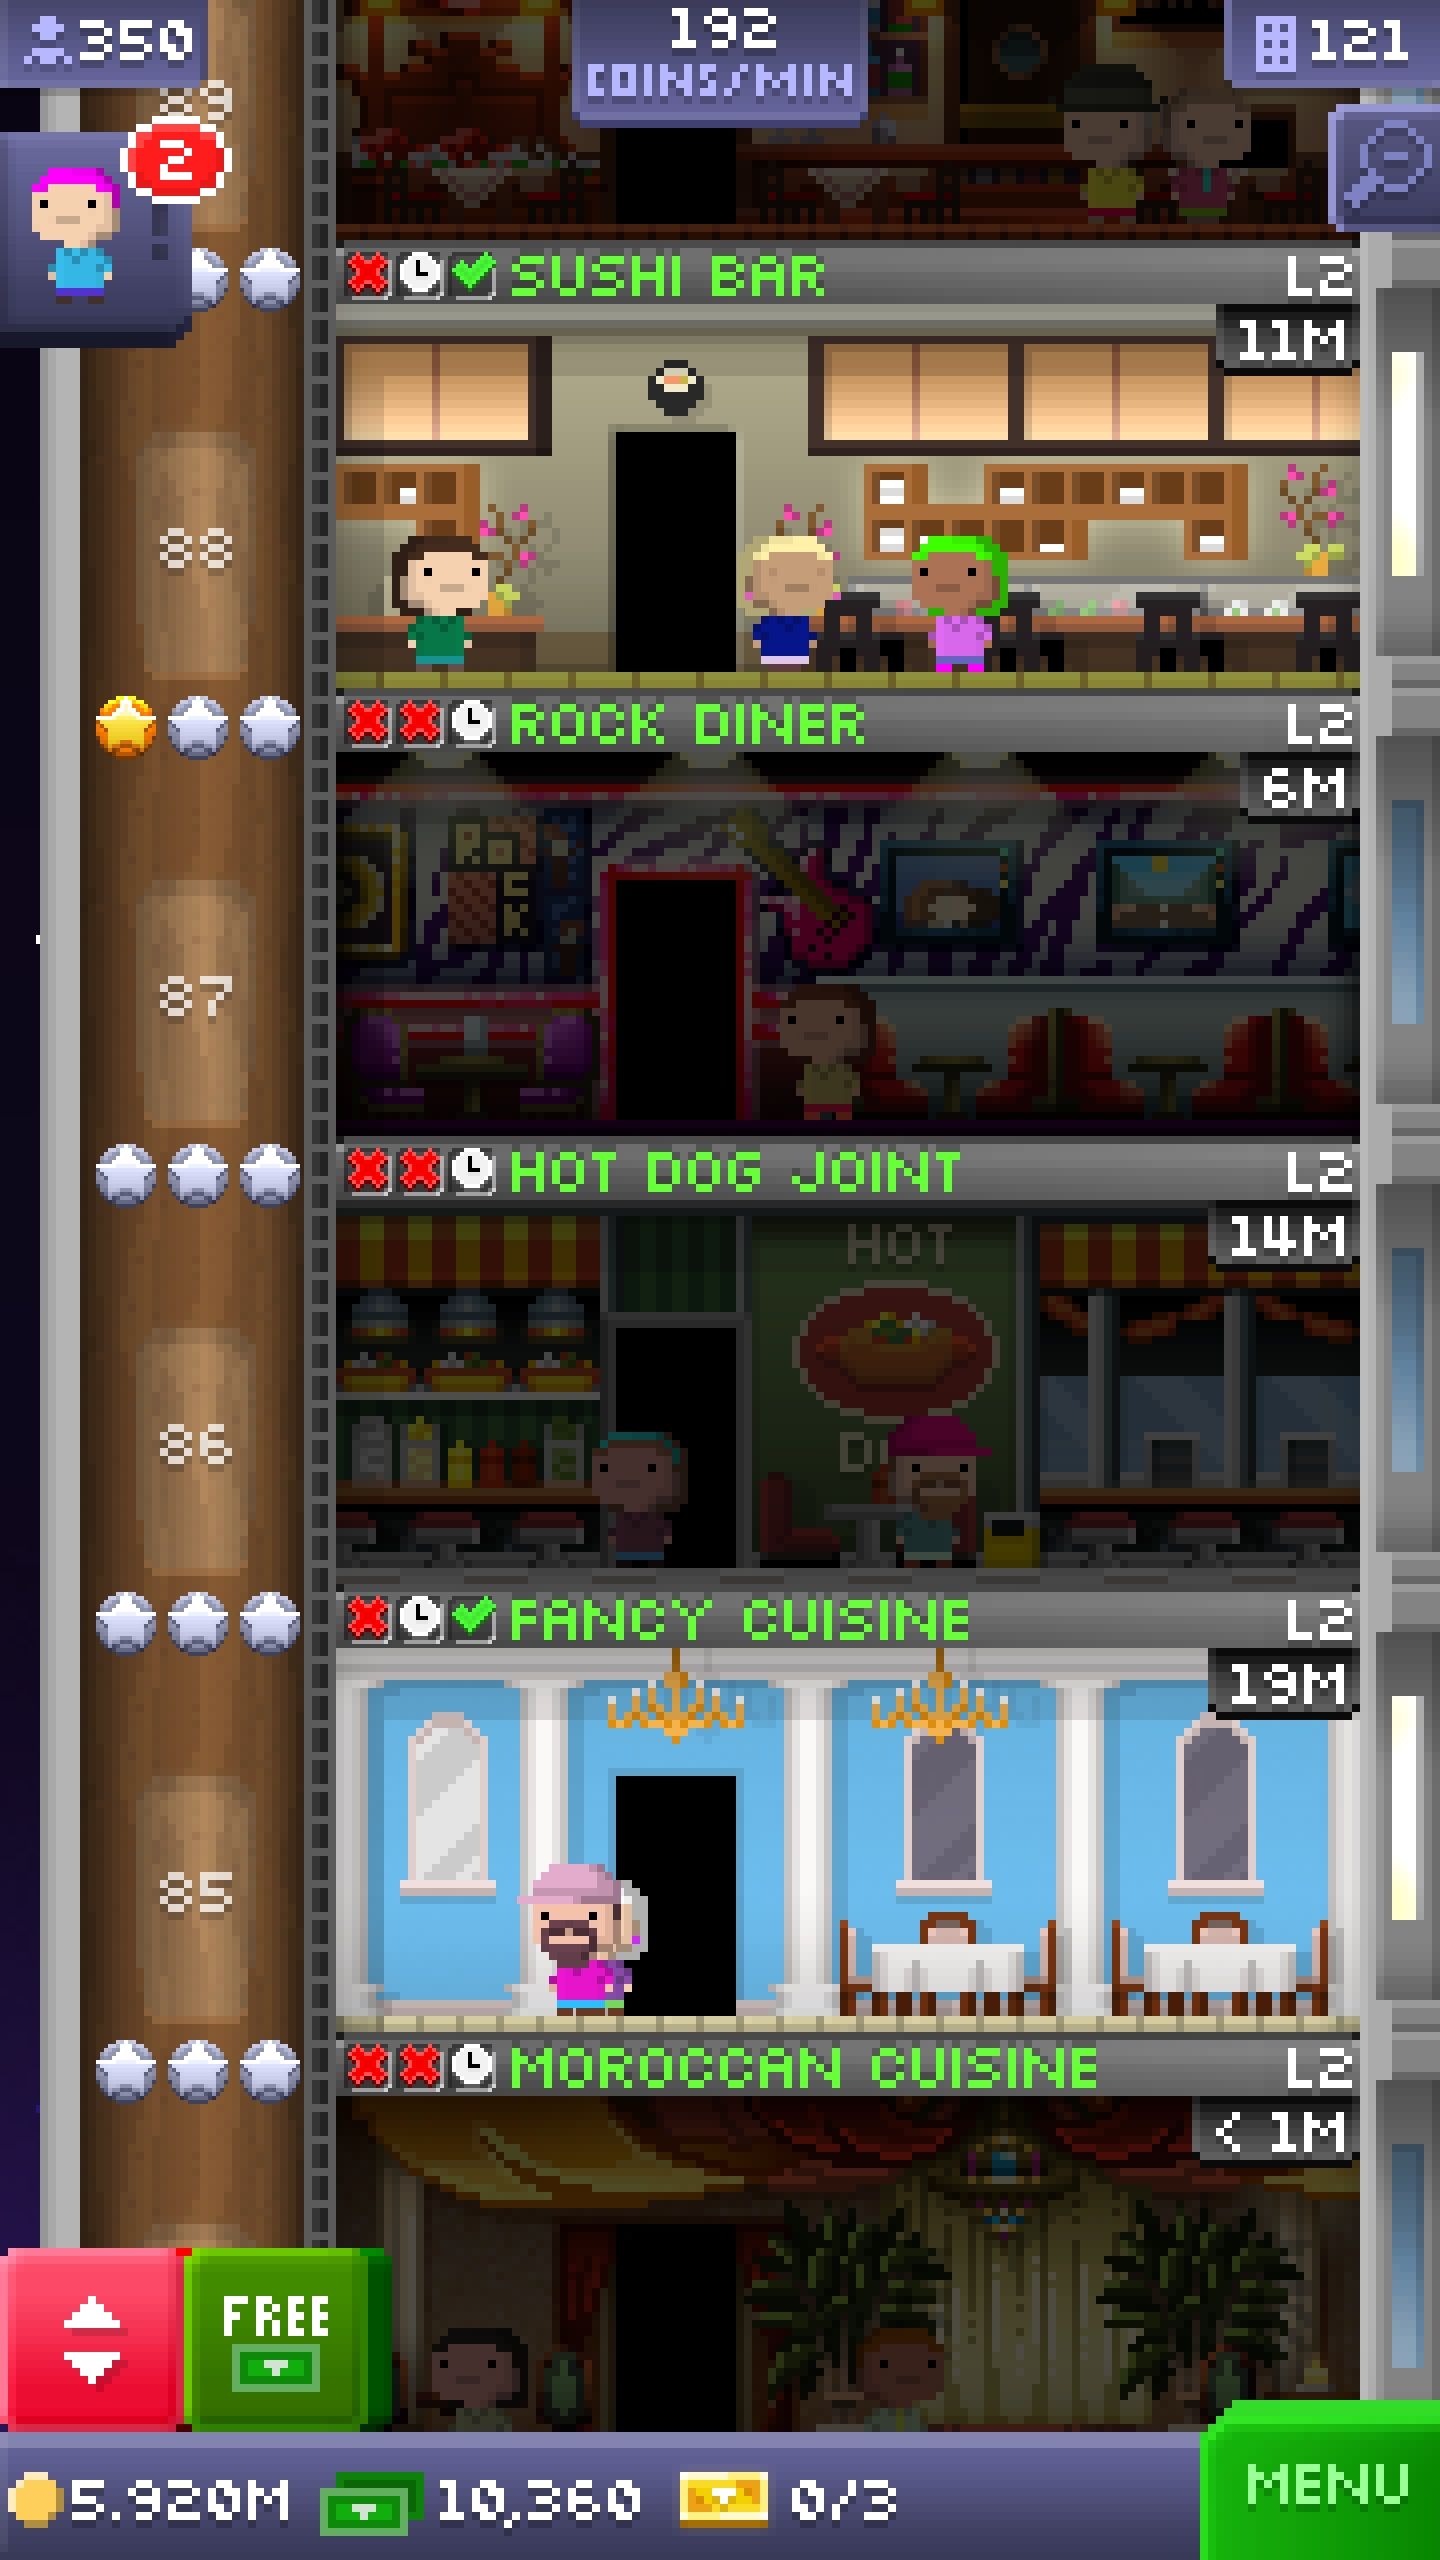 350
192
COINS/MIN
121
89
2
SUSHI BAR
L2
11M
88
ROCK DINER
L2
6M
ROCK
87
HOT DOG JOINT
L2
14M
HOT
86
FANCY CUISINE
L2
19M
85
MOROCCAN CUISINE
L2
< 1M
FREE
5.920M
10,360
0/3
MENU